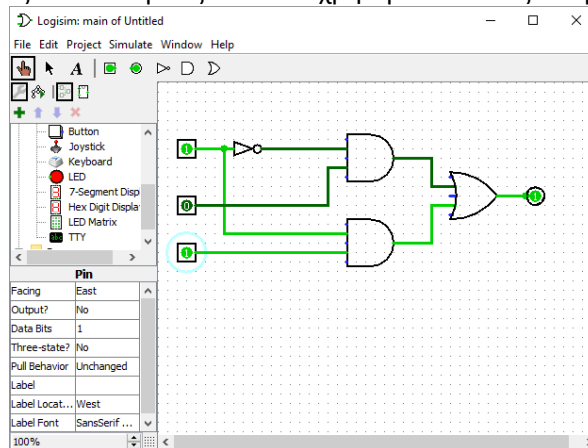 Logisim: main of Untitled
File Edit Project Simulate Window Help
A
Button
Joystick
Keyboard
LED
7-Segment Disp
Hex Digit Displa
LED Matrix
TTY
Pin
Facing East
Output? No
Data Bits 1
Three-state? No
Pull Behavior Unchanged
Label
Label Locat... West
Label Font SansSerif ...
100%
1
0
1
1